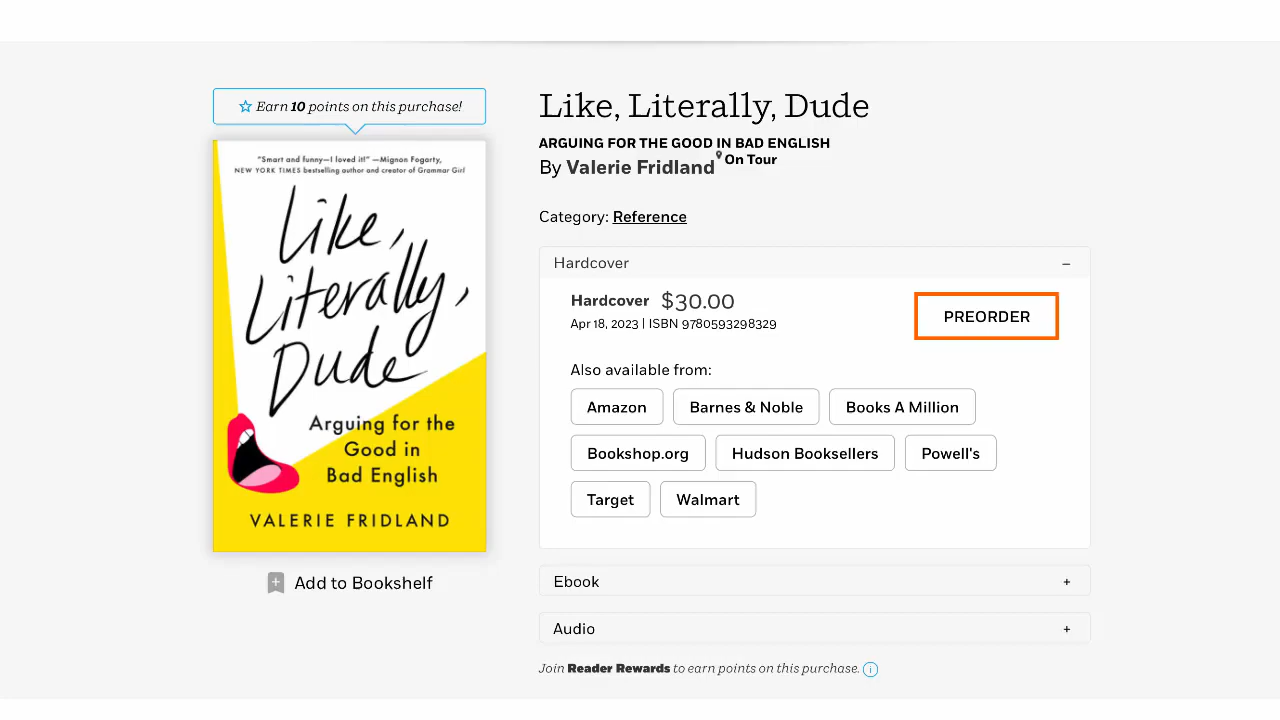 Earn 10 points on this purchase!
"Smart and funny—I loved it!" —Mignon Fogarty,
NEW YORK TIMES bestselling author and creator of Grammar Girl
Like,
Literally,
Dude
Arguing for the
Good in
Bad English
VALERIE FRIDLAND
Add to Bookshelf
Like, Literally, Dude
ARGUING FOR THE GOOD IN BAD ENGLISH
By Valerie Fridland On Tour
Category: Reference
Hardcover –
Hardcover $30.00
Apr 18, 2023 | ISBN 9780593298329
PREORDER
Also available from:
Amazon Barnes & Noble Books A Million
Bookshop.org Hudson Booksellers Powell's
Target Walmart
Ebook +
Audio +
Join Reader Rewards to earn points on this purchase. i